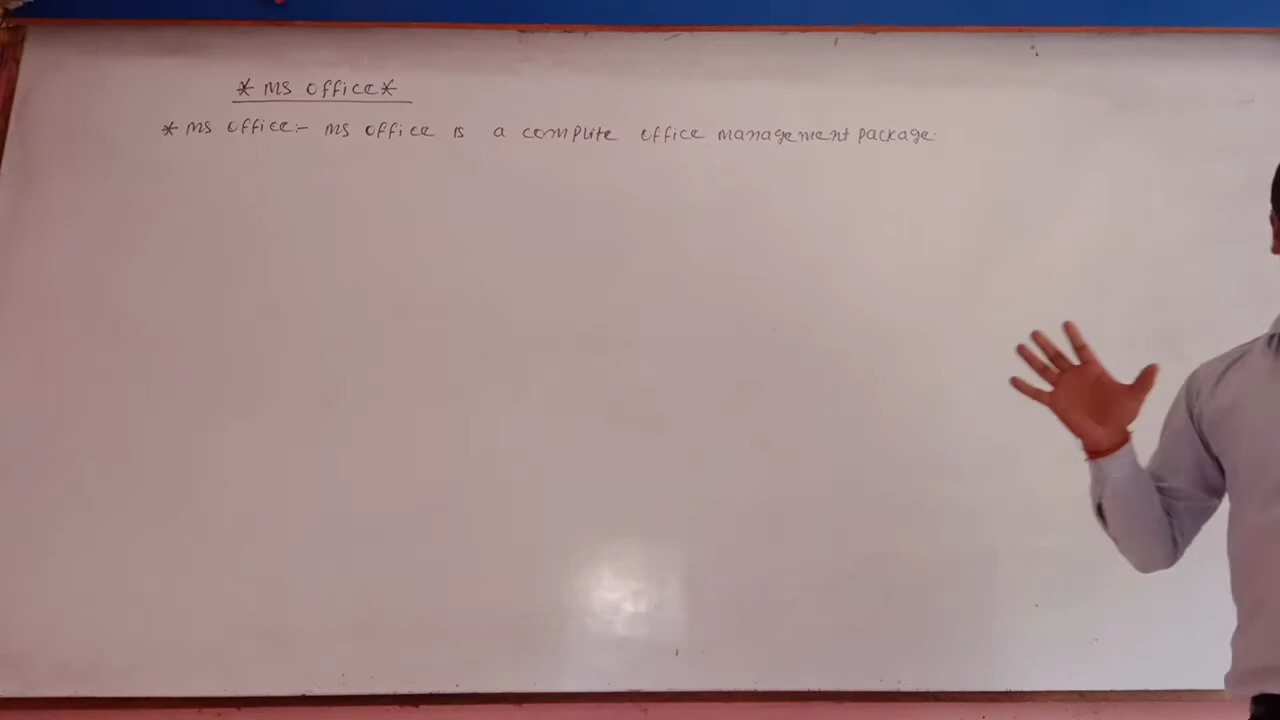 * MS Office *
* MS Office:- MS Office is a complite office management package.